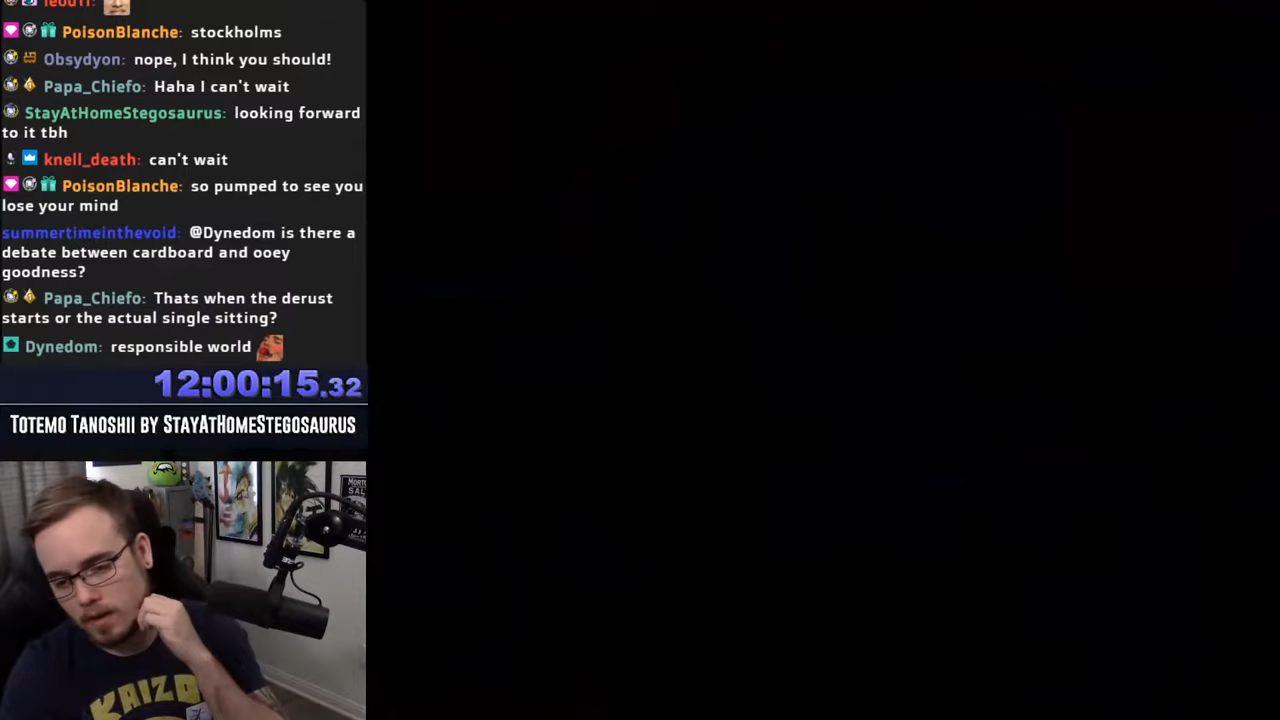 PoisonBlanche: stockholms
Obsydyon: nope, I think you should!
Papa_Chiefo: Haha I can't wait
StayAtHomeStegosaurus: looking forward
to it tbh
knell_death: can't wait
PoisonBlanche: so pumped to see you
lose your mind
summertimeinthevoid: @Dynedom is there a
debate between cardboard and ooey
goodness?
Papa_Chiefo: Thats when the derust
starts or the actual single sitting?
Dynedom: responsible world
12:00:15.32
TOTEMO TANOSHII BY STAYATHOMESTEGOSAURUS
KAIZO